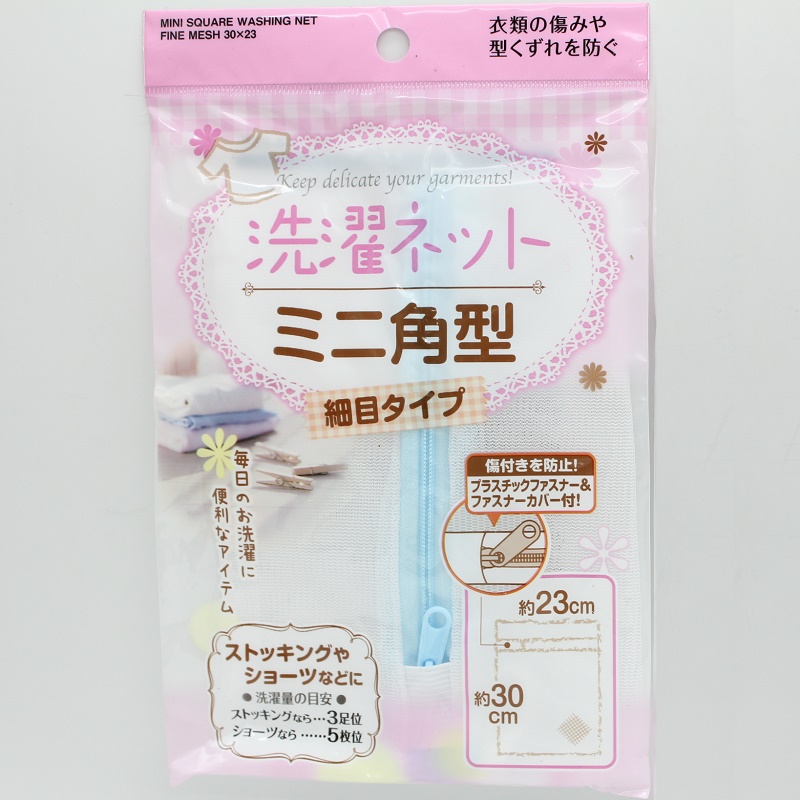 MINI SQUARE WASHING NET
FINE MESH 30×23
衣類の傷みや
型くずれを防ぐ
Keep delicate your garments!
洗濯ネット
ミニ角型
細目タイプ
毎日のお洗濯に
便利なアイテム
傷付きを防止!
プラスチックファスナー&
ファスナーカバー付!
約23cm
約30
cm
ストッキングや
ショーツなどに
●洗濯量の目安●
ストッキングなら…3足位
ショーツなら……5枚位